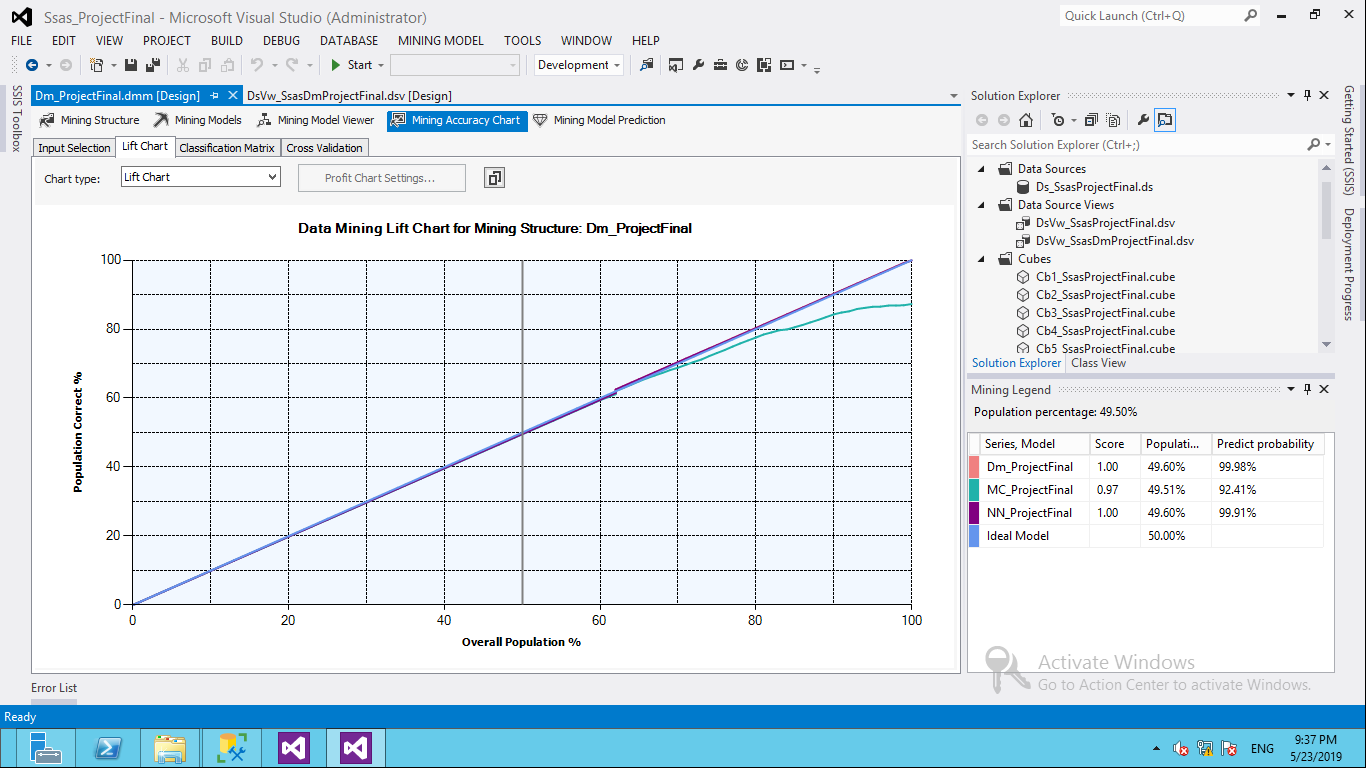 Ssas_ProjectFinal - Microsoft Visual Studio (Administrator)
Quick Launch (Ctrl+Q)
FILE EDIT VIEW PROJECT BUILD DEBUG DATABASE MINING MODEL TOOLS WINDOW HELP
Start Development
SSIS Toolbox
Dm_ProjectFinal.dmm [Design] DsVw_SsasDmProjectFinal.dsv [Design]
Mining Structure Mining Models Mining Model Viewer Mining Accuracy Chart Mining Model Prediction
Input Selection Lift Chart Classification Matrix Cross Validation
Chart type: Lift Chart Profit Chart Settings...
Data Mining Lift Chart for Mining Structure: Dm_ProjectFinal
Population Correct %
100
80
60
40
20
0
0 20 40 60 80 100
Overall Population %
Solution Explorer
Search Solution Explorer (Ctrl+;)
Data Sources
Ds_SsasProjectFinal.ds
Data Source Views
DsVw_SsasProjectFinal.dsv
DsVw_SsasDmProjectFinal.dsv
Cubes
Cb1_SsasProjectFinal.cube
Cb2_SsasProjectFinal.cube
Cb3_SsasProjectFinal.cube
Cb4_SsasProjectFinal.cube
Cb5_SsasProjectFinal.cube
Solution Explorer Class View
Mining Legend
Population percentage: 49.50%
Series, Model Score Populati... Predict probability
Dm_ProjectFinal 1.00 49.60% 99.98%
MC_ProjectFinal 0.97 49.51% 92.41%
NN_ProjectFinal 1.00 49.60% 99.91%
Ideal Model 50.00%
Getting Started (SSIS)
Deployment Progress
Activate Windows
Go to Action Center to activate Windows.
Error List
Ready
ENG
9:37 PM
5/23/2019